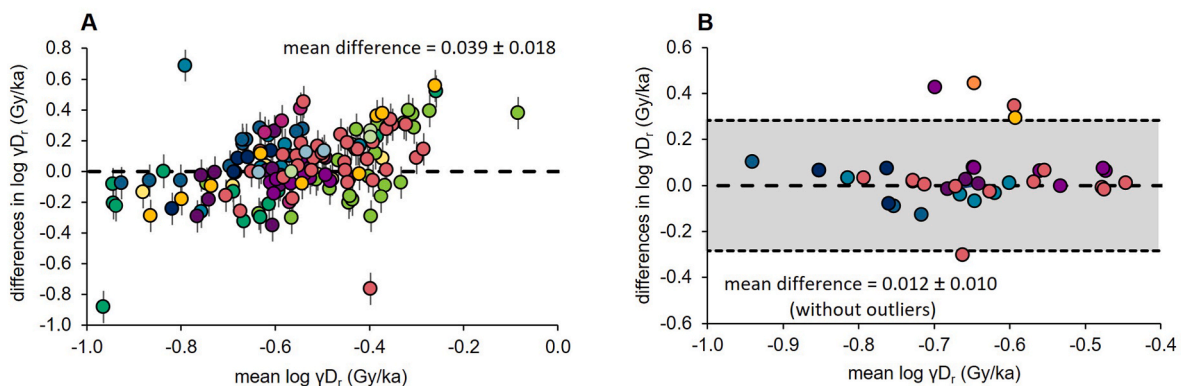 A
mean difference = 0.039 ± 0.018
differences in log γDr (Gy/ka)
0.8
0.6
0.4
0.2
0.0
-0.2
-0.4
-0.6
-0.8
-1.0
-1.0 -0.8 -0.6 -0.4 -0.2 0.0
mean log γDr (Gy/ka)
B
differences in log γDr (Gy/ka)
0.6
0.4
0.2
0.0
-0.2
-0.4
-0.6
mean difference = 0.012 ± 0.010
(without outliers)
-1.0 -0.9 -0.8 -0.7 -0.6 -0.5 -0.4
mean log γDr (Gy/ka)